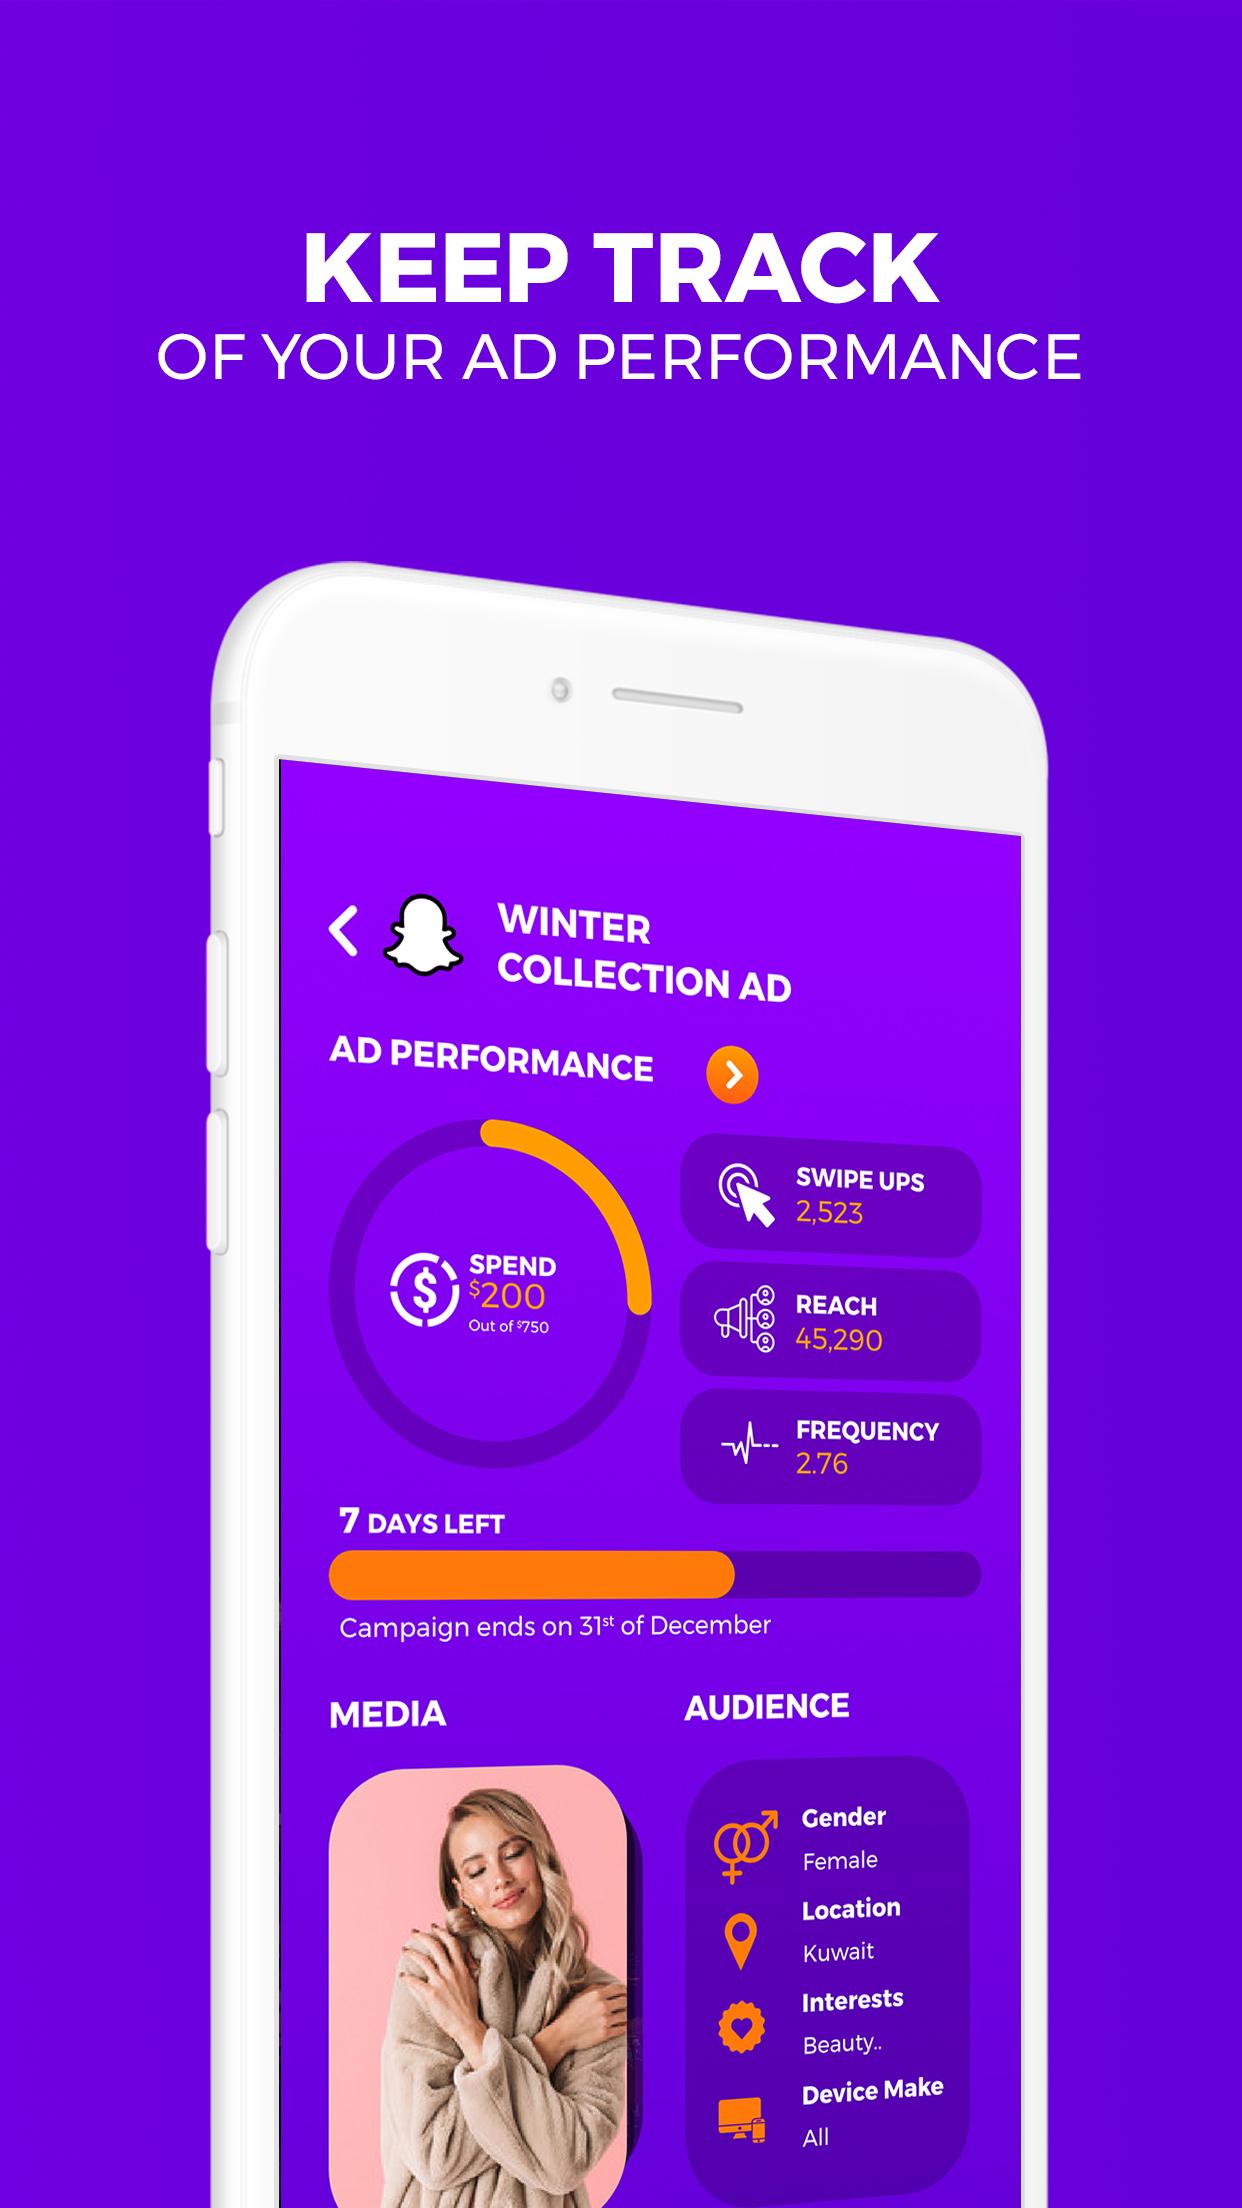 KEEP TRACK
OF YOUR AD PERFORMANCE
WINTER
COLLECTION AD
AD PERFORMANCE
SPEND
$200
Out of $750
SWIPE UPS
2,523
REACH
45,290
FREQUENCY
2.76
7 DAYS LEFT
Campaign ends on 31st of December
MEDIA
AUDIENCE
Gender
Female
Location
Kuwait
Interests
Beauty..
Device Make
All